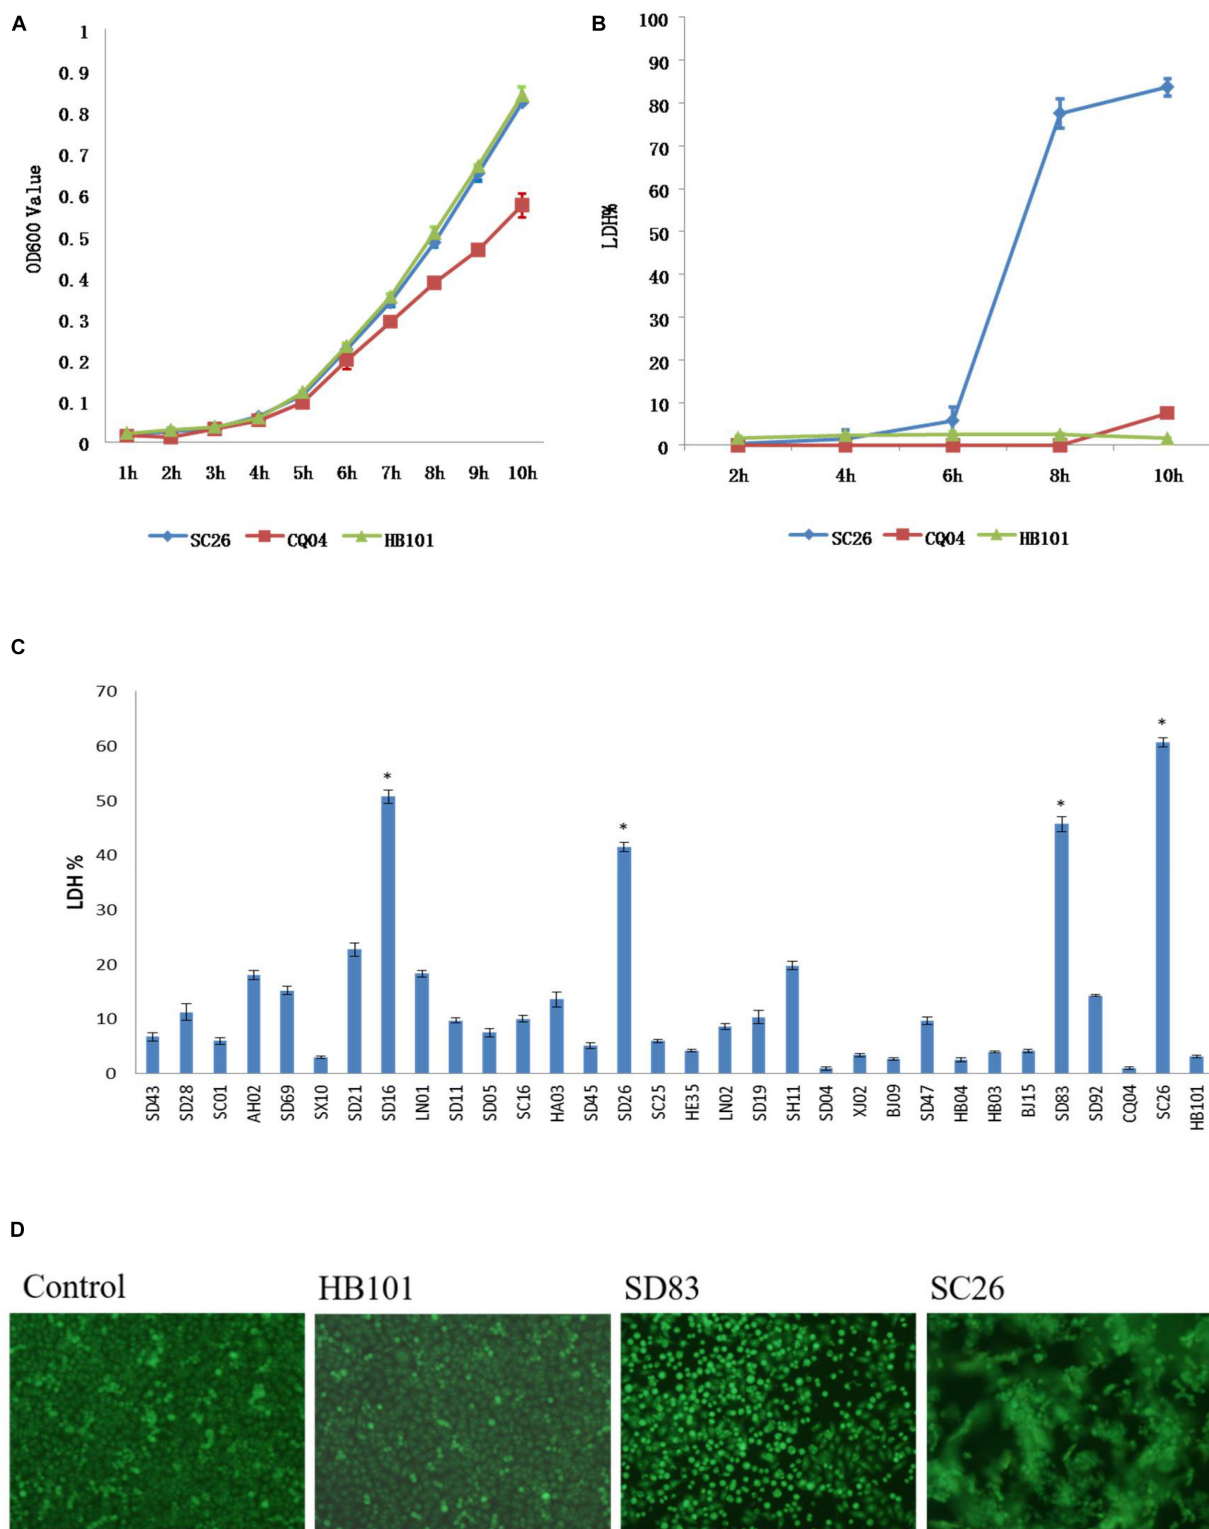 A
OD600 Value
1
0.9
0.8
0.7
0.6
0.5
0.4
0.3
0.2
0.1
0
1h 2h 3h 4h 5h 6h 7h 8h 9h 10h
SC26 CQ04 HB101
B
LDH%
100
90
80
70
60
50
40
30
20
10
0
2h 4h 6h 8h 10h
SC26 CQ04 HB101
C
LDH %
70
60
50
40
30
20
10
0
* * * *
SD43 SD28 SC01 AH02 SD69 SX10 SD21 SD16 LN01 SD11 SD05 SC16 HA03 SD45 SD26 SC25 HE35 LN02 SD19 SH11 SD04 XJ02 BJ09 SD47 HB04 HB03 BJ15 SD83 SD92 CQ04 SC26 HB101
D
Control HB101 SD83 SC26